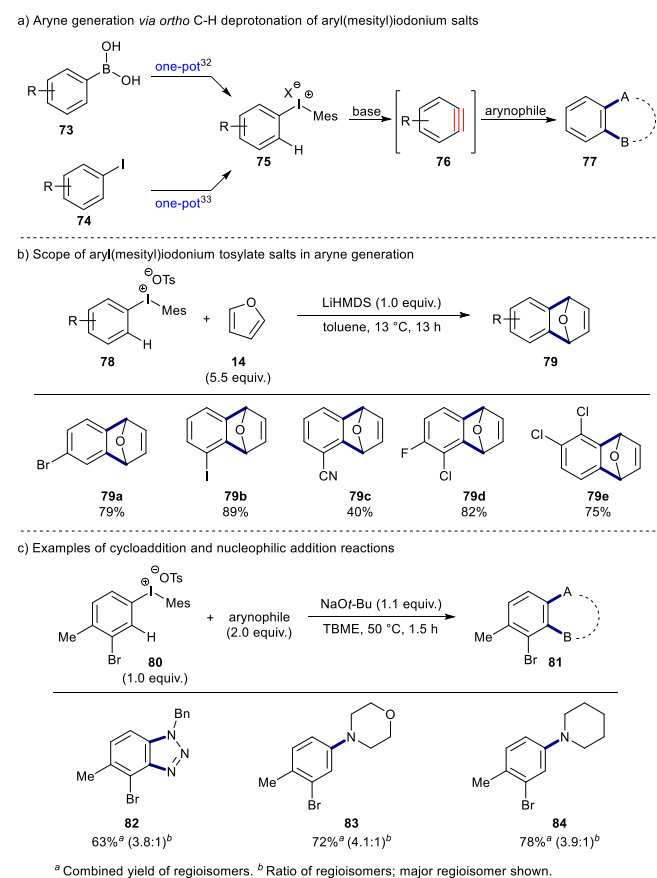 a) Aryne generation via ortho C-H deprotonation of aryl(mesityl)iodonium salts
OH
B
OH
R
73
one-pot32
I
R
74
one-pot33
X⊖
⊕
I
Mes
R
H
75
base
R
76
arynophile
A
B
77
b) Scope of aryl(mesityl)iodonium tosylate salts in aryne generation
⊖
OTs
⊕
I
Mes
R
H
78
+
O
14
(5.5 equiv.)
LiHMDS (1.0 equiv.)
toluene, 13 °C, 13 h
R
O
79
Br
O
79a
79%
O
I
79b
89%
O
CN
79c
40%
F
O
Cl
79d
82%
Cl
Cl
O
79e
75%
c) Examples of cycloaddition and nucleophilic addition reactions
⊖
OTs
⊕
I
Mes
Me
H
Br
80
(1.0 equiv.)
+
arynophile
(2.0 equiv.)
NaOt-Bu (1.1 equiv.)
TBME, 50 °C, 1.5 h
A
B
Me
Br
81
Bn
N
N
N
Me
Br
82
63%a (3.8:1)b
O
N
Me
Br
83
72%a (4.1:1)b
N
Me
Br
84
78%a (3.9:1)b
a Combined yield of regioisomers. b Ratio of regioisomers; major regioisomer shown.